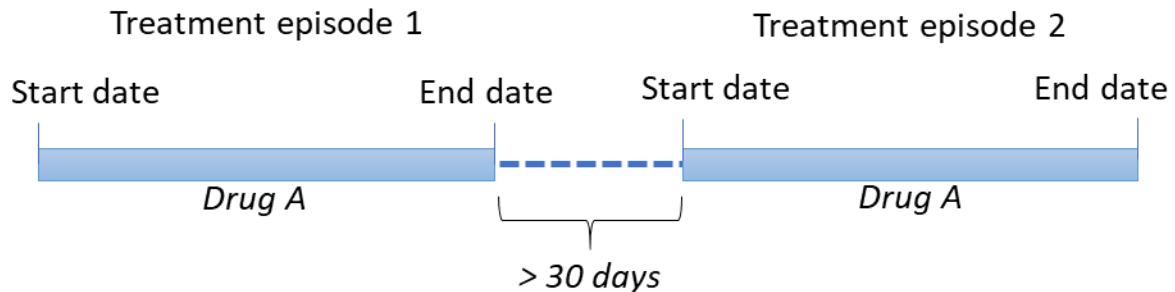 Treatment episode 1
Treatment episode 2
Start date
End date
Start date
End date
Drug A
Drug A
> 30 days